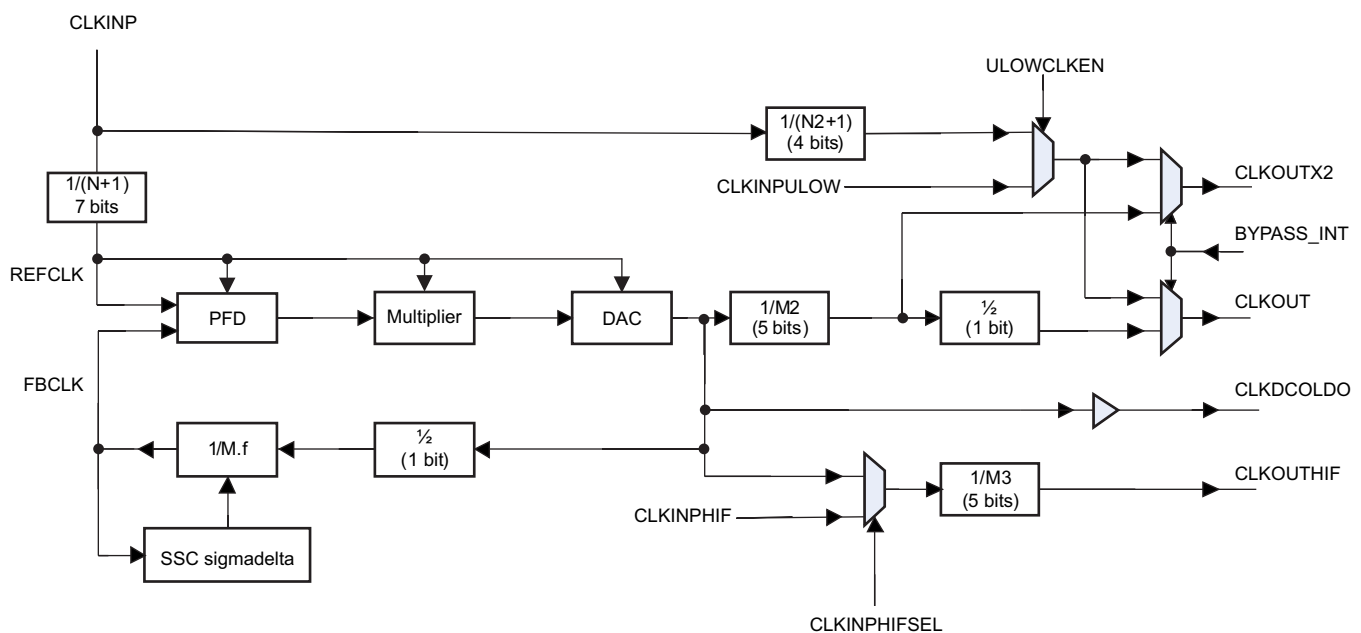 CLKINP
ULOWCLKEN
1/(N2+1)
(4 bits)
CLKINPULOW
CLKOUTX2
1/(N+1)
7 bits
BYPASS_INT
REFCLK
PFD
Multiplier
DAC
1/M2
(5 bits)
½
(1 bit)
CLKOUT
FBCLK
CLKDCOLDO
1/M.f
½
(1 bit)
1/M3
(5 bits)
CLKOUTHIF
CLKINPHIF
SSC sigmadelta
CLKINPHIFSEL